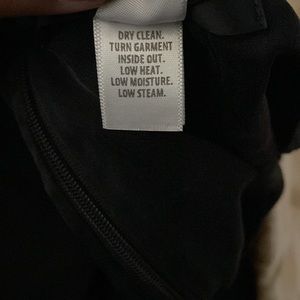 DRY CLEAN.
TURN GARMENT
INSIDE OUT.
LOW HEAT.
LOW MOISTURE.
LOW STEAM.